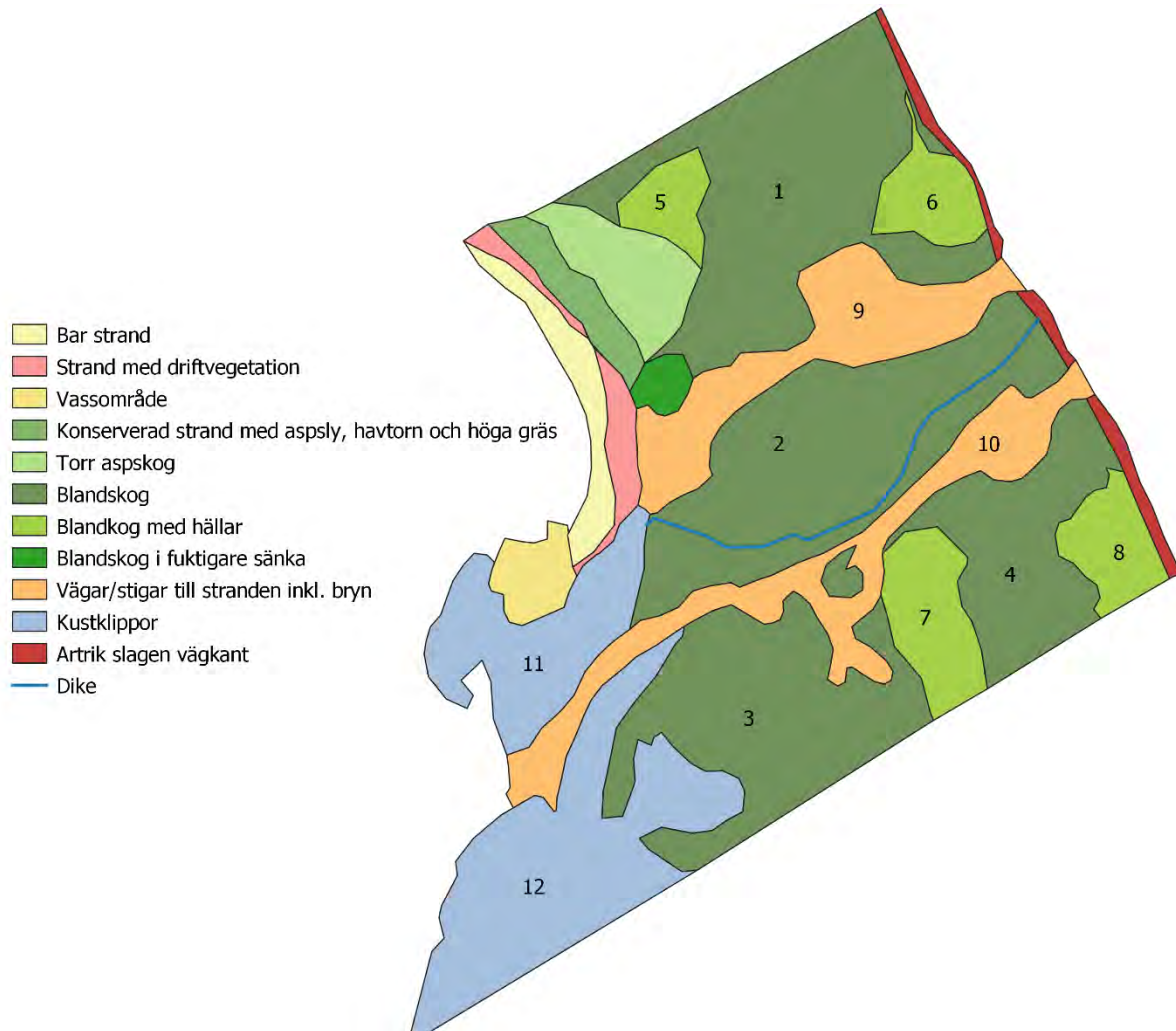 Bar strand
Strand med driftvegetation
Vassområde
Konserverad strand med aspsly, havtorn och höga gräs
Torr aspskog
Blandskog
Blandkog med hällar
Blandskog i fuktigare sänka
Vägar/stigar till stranden inkl. bryn
Kustklippor
Artrik slagen vägkant
Dike
1
5
6
9
2
10
8
4
7
11
3
12